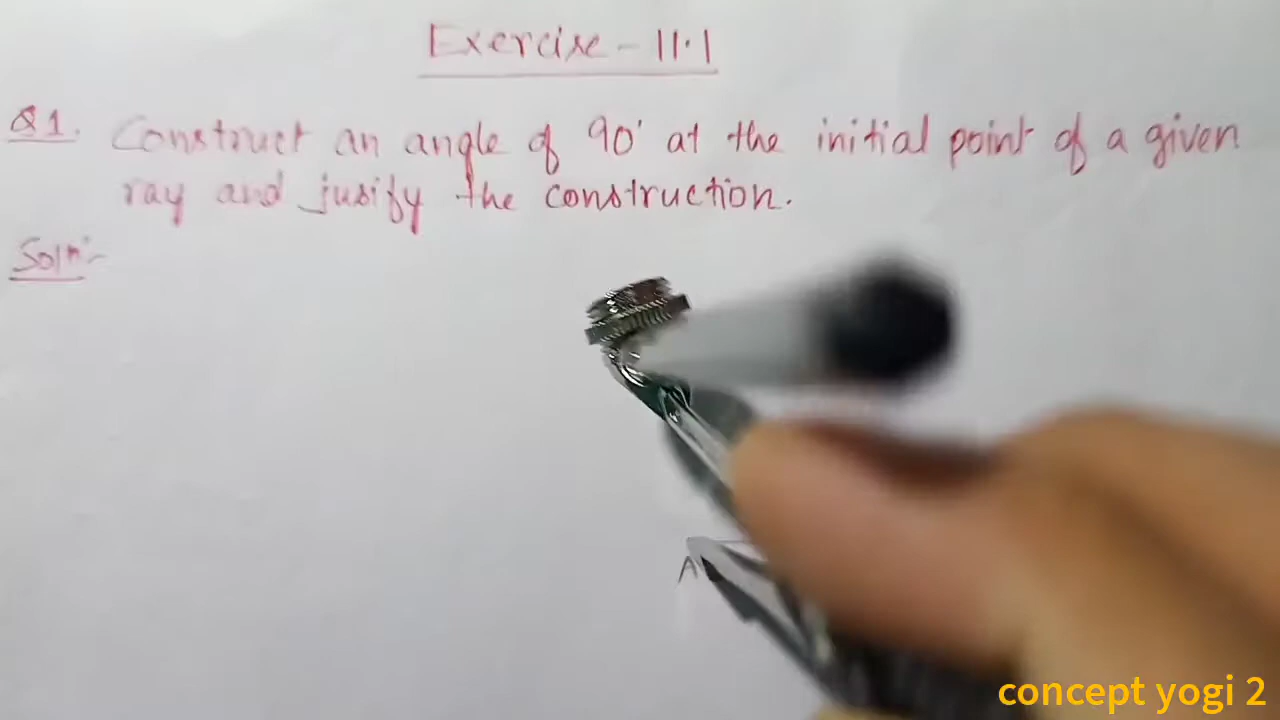 Exercise - 11.1
Q1. Construct an angle of 90° at the initial point of a given
ray and jusify the construction.
Soln:-
A
concept yogi 2